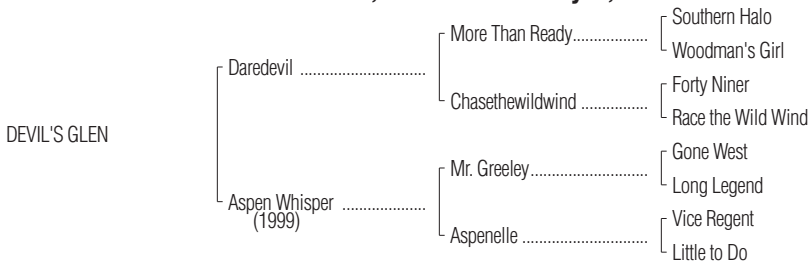 Southern Halo
More Than Ready..................
Woodman's Girl
Daredevil ..............................
Forty Niner
Chasethewildwind ................
Race the Wild Wind
DEVIL'S GLEN
Gone West
Mr. Greeley............................
Long Legend
Aspen Whisper ....................
(1999)
Vice Regent
Aspenelle ..............................
Little to Do